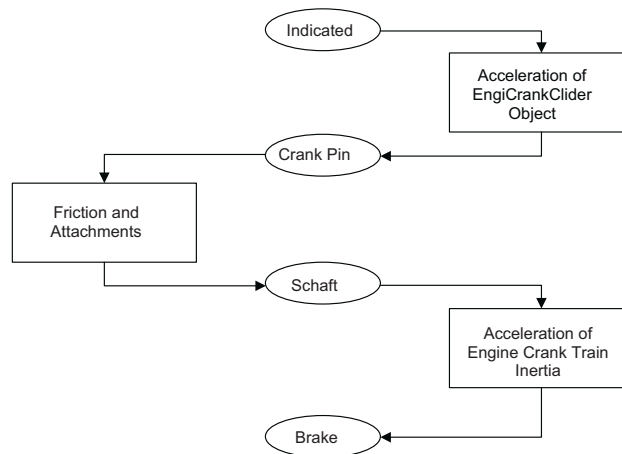 Indicated
Acceleration of
EngiCrankClider
Object
Crank Pin
Friction and
Attachments
Schaft
Acceleration of
Engine Crank Train
Inertia
Brake